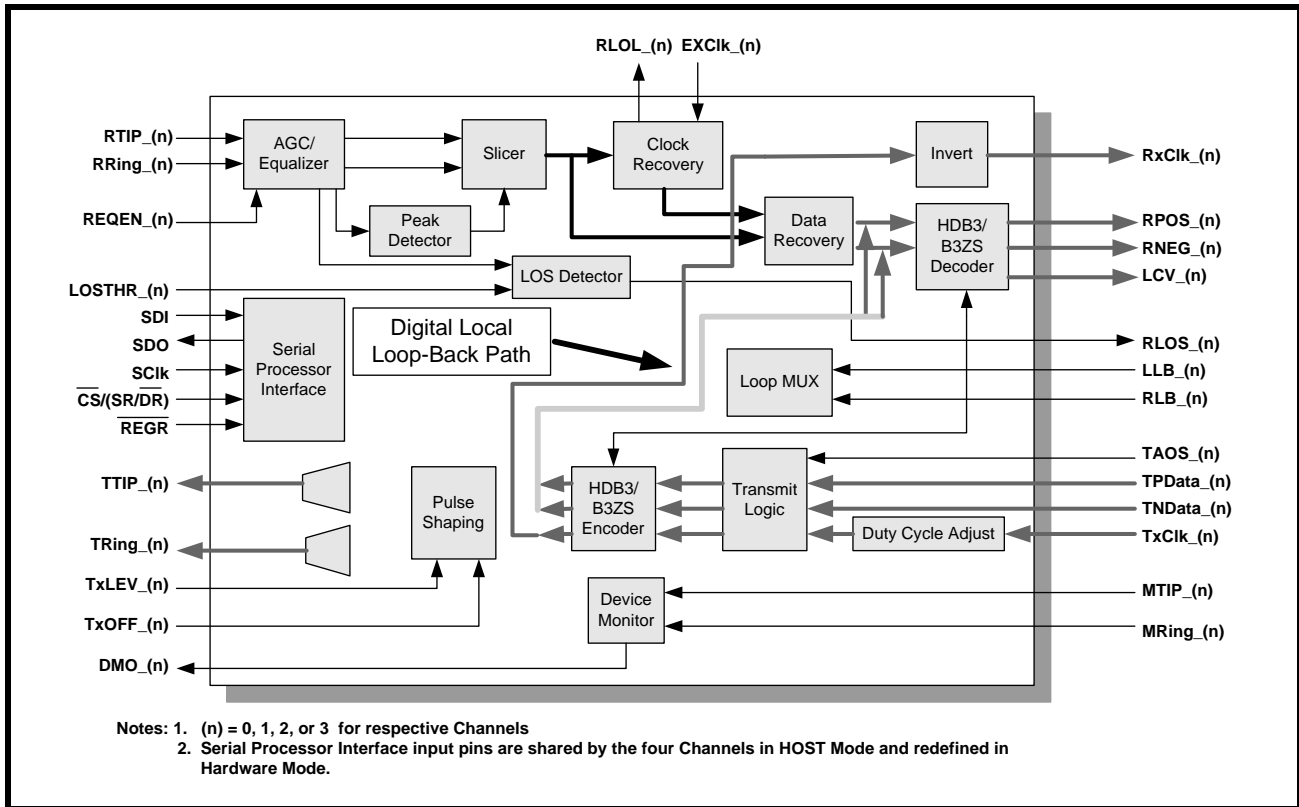 RLOL_(n) EXClk_(n)
RTIP_(n)
RRing_(n)
REQEN_(n)
LOSTHR_(n)
SDI
SDO
SClk
CS/(SR/DR)
REGR
TTIP_(n)
TRing_(n)
TxLEV_(n)
TxOFF_(n)
DMO_(n)
AGC/
Equalizer
Peak
Detector
Slicer
LOS Detector
Clock
Recovery
Data
Recovery
Invert
HDB3/
B3ZS
Decoder
Serial
Processor
Interface
Digital Local
Loop-Back Path
Loop MUX
Pulse
Shaping
HDB3/
B3ZS
Encoder
Transmit
Logic
Duty Cycle Adjust
Device
Monitor
RxClk_(n)
RPOS_(n)
RNEG_(n)
LCV_(n)
RLOS_(n)
LLB_(n)
RLB_(n)
TAOS_(n)
TPData_(n)
TNData_(n)
TxClk_(n)
MTIP_(n)
MRing_(n)
Notes: 1. (n) = 0, 1, 2, or 3 for respective Channels
2. Serial Processor Interface input pins are shared by the four Channels in HOST Mode and redefined in
Hardware Mode.